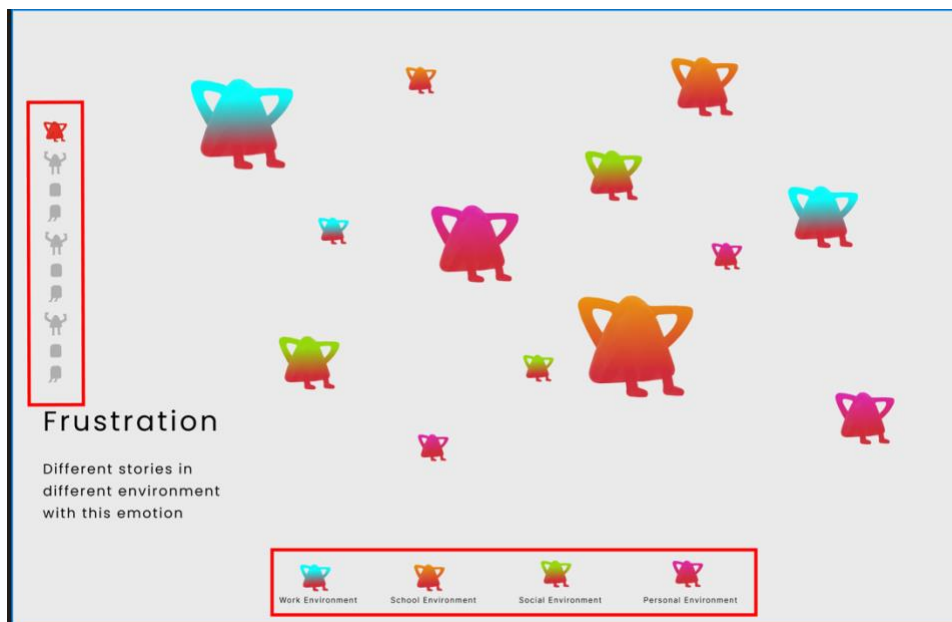 Frustration
Different stories in
different environment
with this emotion
Work Environment
School Environment
Social Environment
Personal Environment